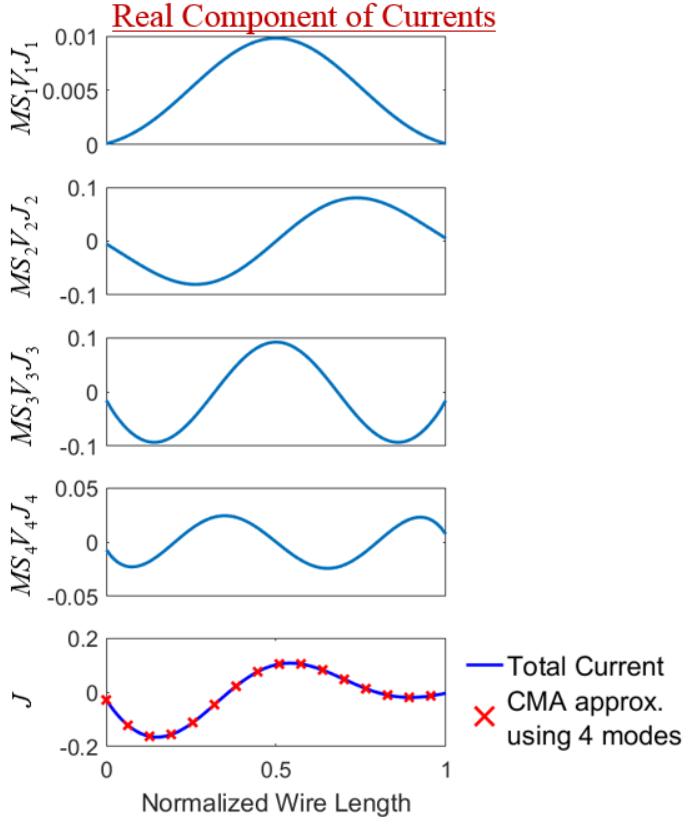 Real Component of Currents
0.01
0.005
0
MS₁V₁J₁
0.1
0
-0.1
MS₂V₂J₂
0.1
0
-0.1
MS₃V₃J₃
0.05
0
-0.05
MS₄V₄J₄
0.2
0
-0.2
J
0 0.5 1
Normalized Wire Length
Total Current
CMA approx.
using 4 modes